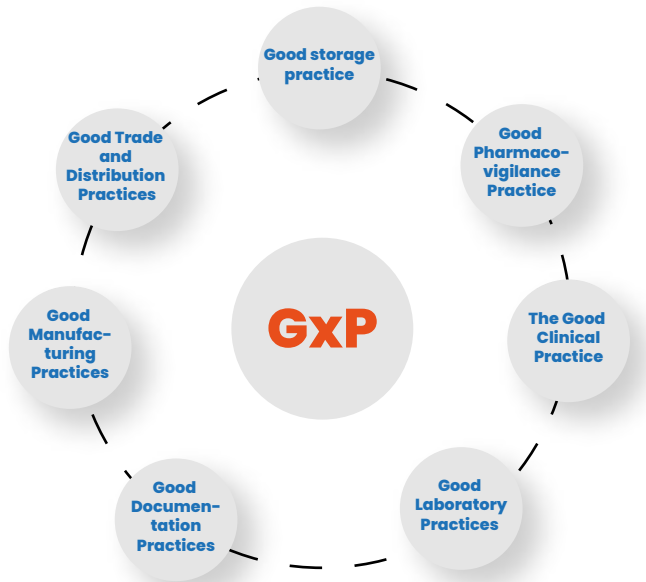 Good storage
practice
Good
Pharmaco-
vigilance
Practice
The Good
Clinical
Practice
Good
Laboratory
Practices
Good
Documen-
tation
Practices
Good
Manufac-
turing
Practices
Good Trade
and
Distribution
Practices
GxP